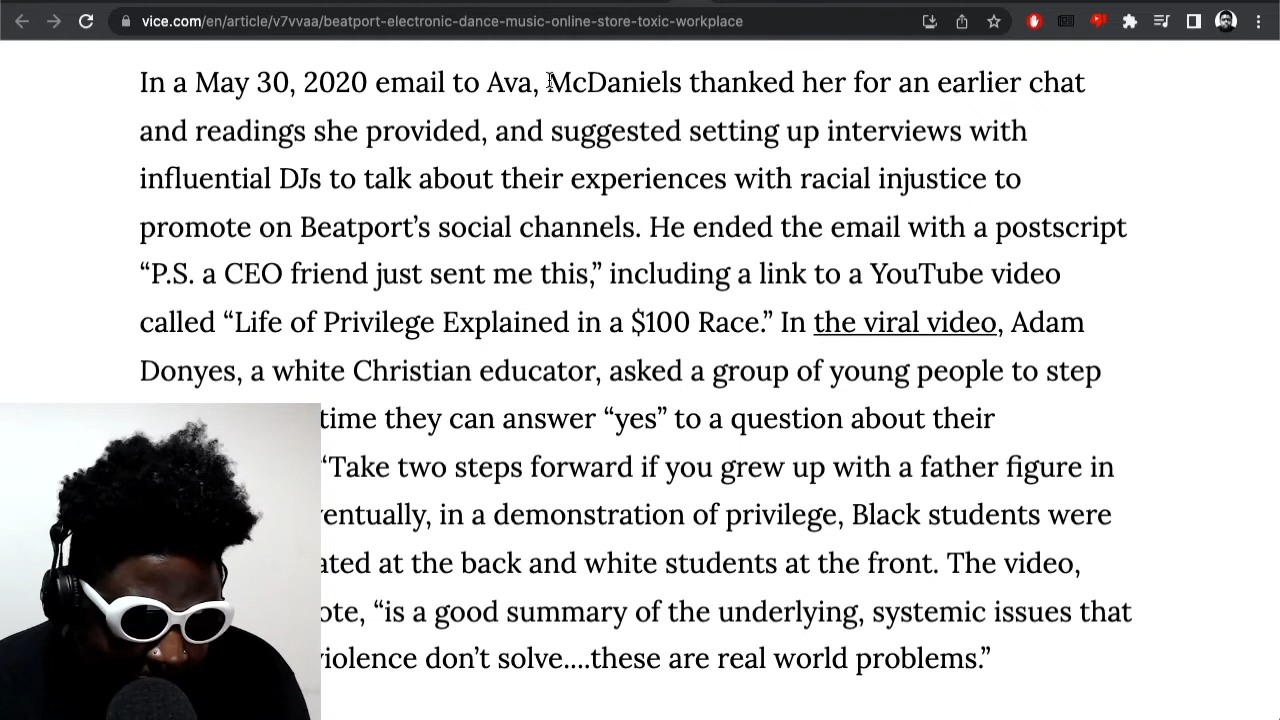 vice.com/en/article/v7vvaa/beatport-electronic-dance-music-online-store-toxic-workplace
In a May 30, 2020 email to Ava, McDaniels thanked her for an earlier chat
and readings she provided, and suggested setting up interviews with
influential DJs to talk about their experiences with racial injustice to
promote on Beatport’s social channels. He ended the email with a postscript
“P.S. a CEO friend just sent me this,” including a link to a YouTube video
called “Life of Privilege Explained in a $100 Race.” In the viral video, Adam
Donyes, a white Christian educator, asked a group of young people to step
time they can answer “yes” to a question about their
“Take two steps forward if you grew up with a father figure in
in a demonstration of privilege, Black students were
at the back and white students at the front. The video,
“is a good summary of the underlying, systemic issues that
violence don’t solve....these are real world problems.”